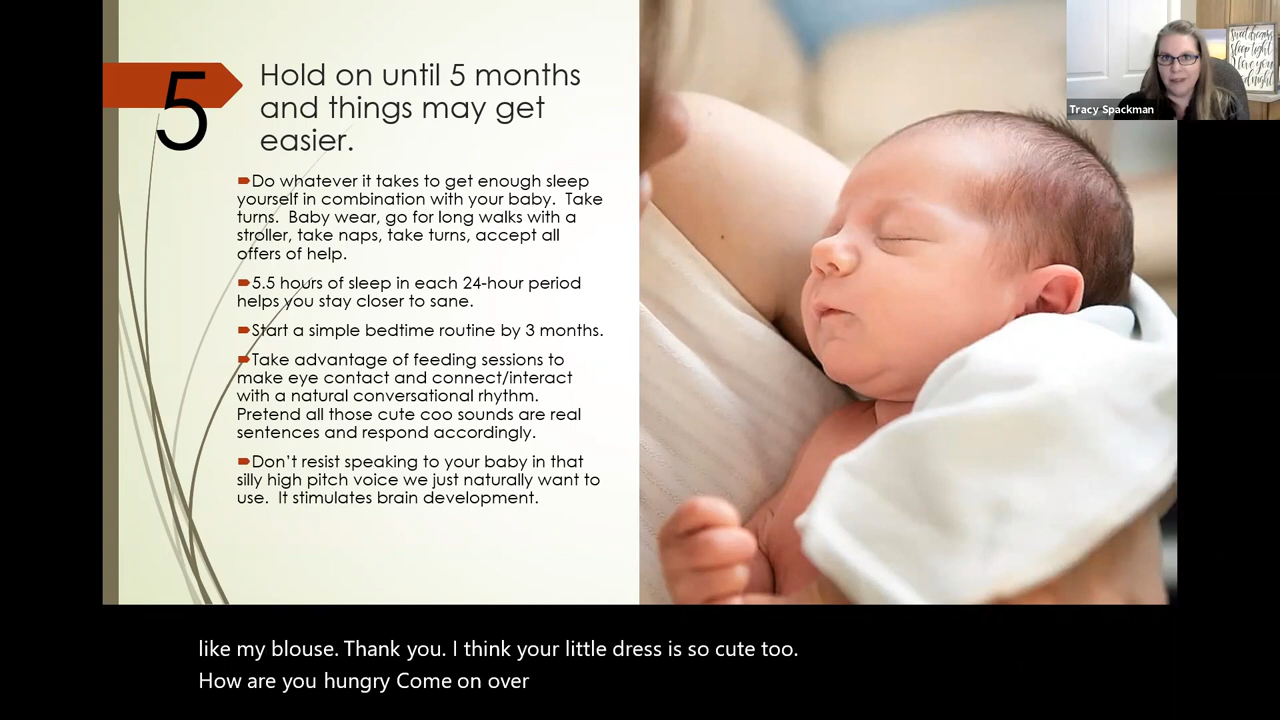 5
Hold on until 5 months
and things may get
easier.
Do whatever it takes to get enough sleep
yourself in combination with your baby.  Take
turns.  Baby wear, go for long walks with a
stroller, take naps, take turns, accept all
offers of help.
5.5 hours of sleep in each 24-hour period
helps you stay closer to sane.
Start a simple bedtime routine by 3 months.
Take advantage of feeding sessions to
make eye contact and connect/interact
with a natural conversational rhythm.
Pretend all those cute coo sounds are real
sentences and respond accordingly.
Don’t resist speaking to your baby in that
silly high pitch voice we just naturally want to
use.  It stimulates brain development.
sweet dreams
sleep tight
love you
Tracy Spackman
like my blouse. Thank you. I think your little dress is so cute too.
How are you hungry Come on over